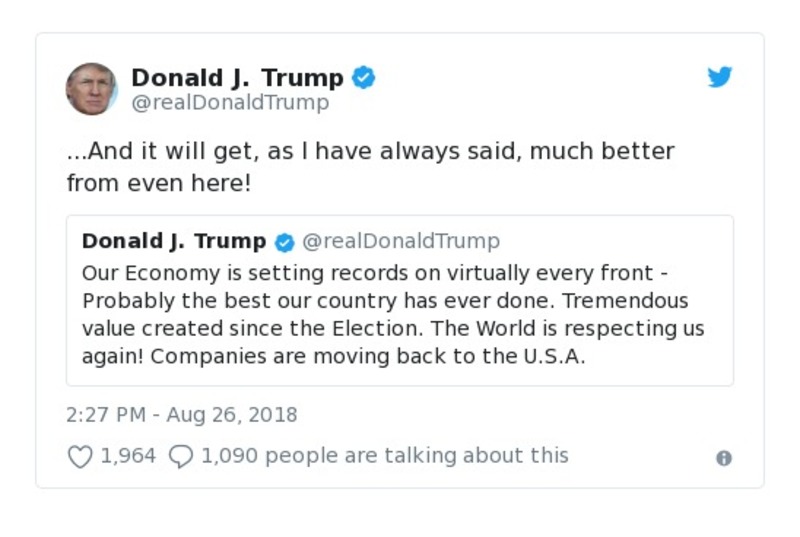 Donald J. Trump
@realDonaldTrump
...And it will get, as I have always said, much better
from even here!
Donald J. Trump @realDonaldTrump
Our Economy is setting records on virtually every front -
Probably the best our country has ever done. Tremendous
value created since the Election. The World is respecting us
again! Companies are moving back to the U.S.A.
2:27 PM - Aug 26, 2018
1,964 1,090 people are talking about this